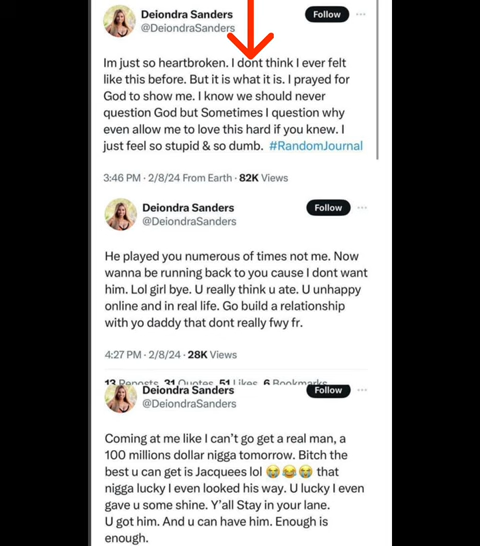 Deiondra Sanders
@DeiondraSanders
Follow
Im just so heartbroken. I dont think I ever felt
like this before. But it is what it is. I prayed for
God to show me. I know we should never
question God but Sometimes I question why
even allow me to love this hard if you knew. I
just feel so stupid & so dumb. #RandomJournal
3:46 PM · 2/8/24 From Earth · 82K Views
Deiondra Sanders
@DeiondraSanders
Follow
He played you numerous of times not me. Now
wanna be running back to you cause I dont want
him. Lol girl bye. U really think u ate. U unhappy
online and in real life. Go build a relationship
with yo daddy that dont really fwy fr.
4:27 PM · 2/8/24 · 28K Views
13 Reposts 31 Quotes 51 Likes 6 Bookmarks
Deiondra Sanders
@DeiondraSanders
Follow
Coming at me like I can't go get a real man, a
100 millions dollar nigga tomorrow. Bitch the
best u can get is Jacquees lol 😭😂😭 that
nigga lucky I even looked his way. U lucky I even
gave u some shine. Y'all Stay in your lane.
U got him. And u can have him. Enough is
enough.